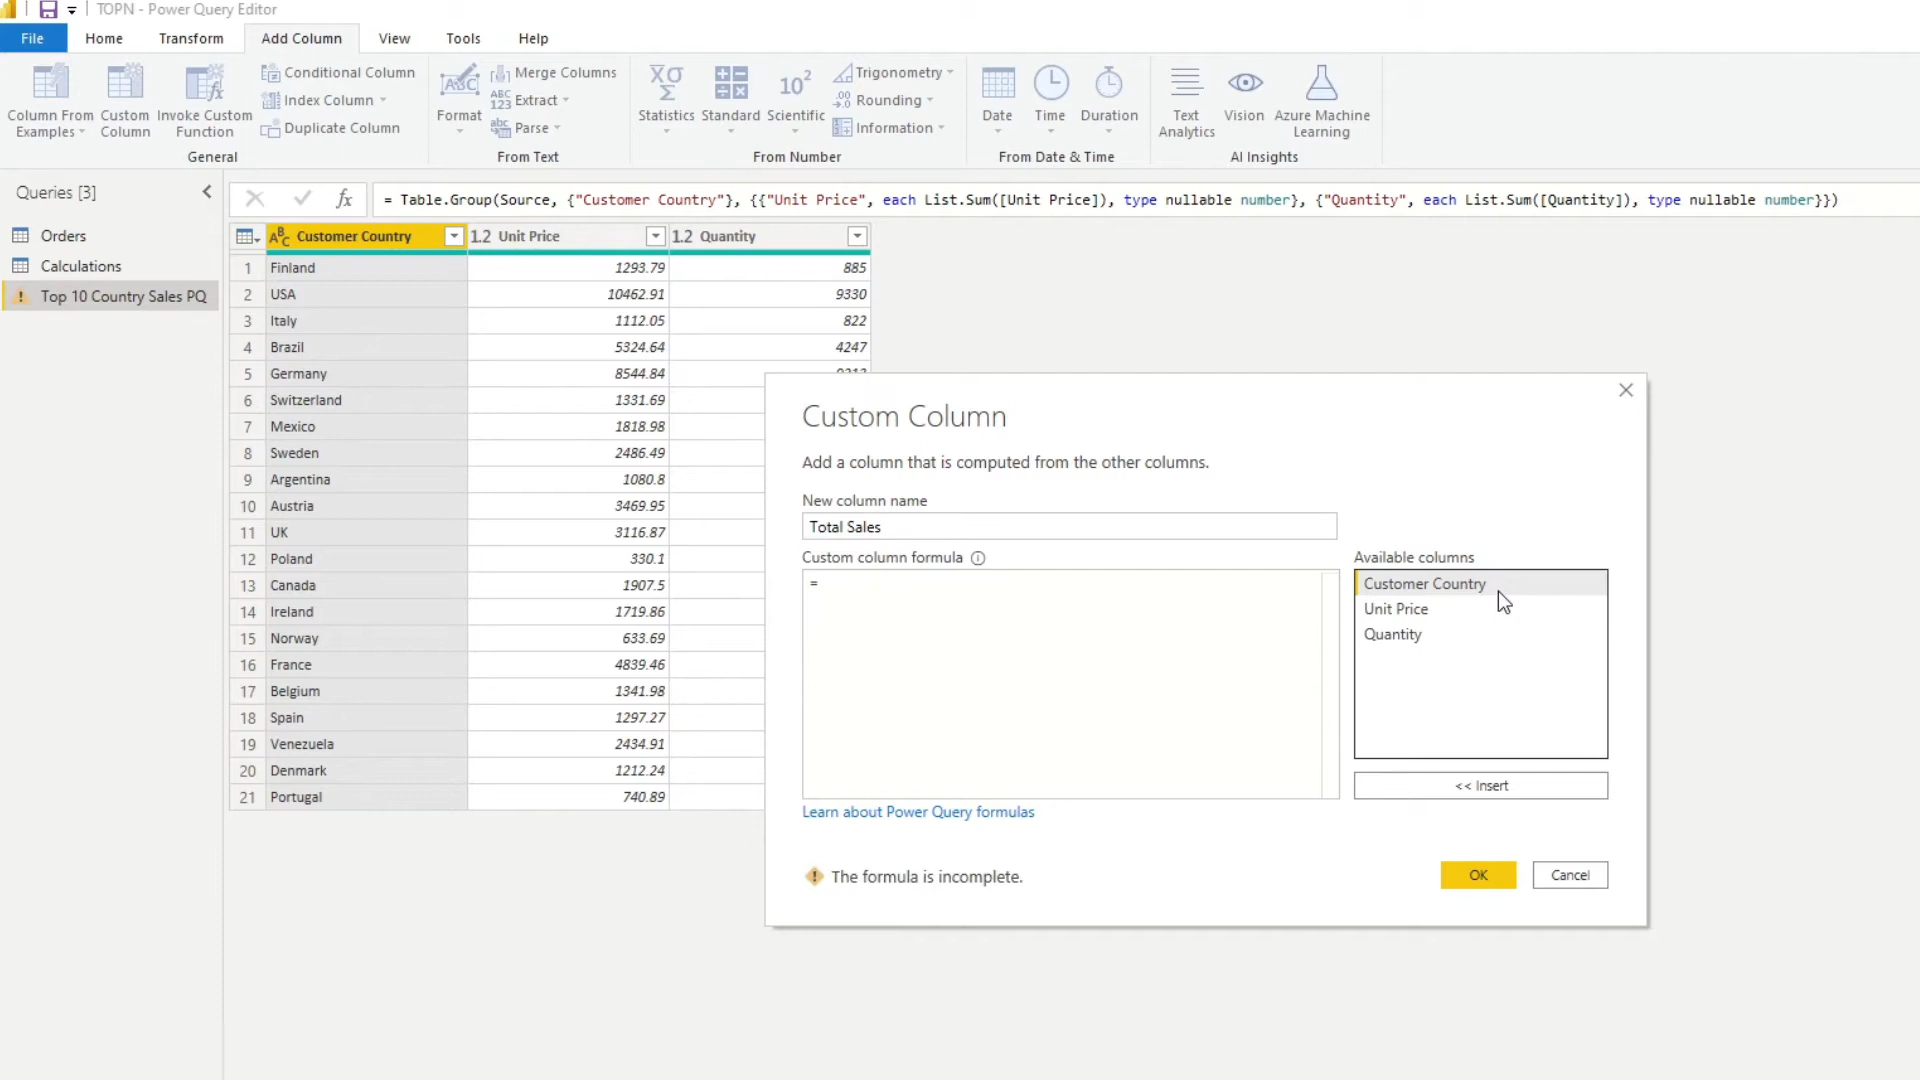 TOPN - Power Query Editor
File Home Transform Add Column View Tools Help
Column From Examples
Custom Column
Invoke Custom Function
Conditional Column
Index Column
Duplicate Column
General
Format
Merge Columns
Extract
Parse
From Text
Statistics
Standard
Scientific
Trigonometry
Rounding
Information
From Number
Date
Time
Duration
From Date & Time
Text Analytics
Vision
Azure Machine Learning
AI Insights
Queries [3]
Orders
Calculations
Top 10 Country Sales PQ
= Table.Group(Source, {"Customer Country"}, {{"Unit Price", each List.Sum([Unit Price]), type nullable number}, {"Quantity", each List.Sum([Quantity]), type nullable number}})
Customer Country 1.2 Unit Price 1.2 Quantity
1 Finland 1293.79 885
2 USA 10462.91 9330
3 Italy 1112.05 822
4 Brazil 5324.64 4247
5 Germany 8544.84
6 Switzerland 1331.69
7 Mexico 1818.98
8 Sweden 2486.49
9 Argentina 1080.8
10 Austria 3469.95
11 UK 3116.87
12 Poland 330.1
13 Canada 1907.5
14 Ireland 1719.86
15 Norway 633.69
16 France 4839.46
17 Belgium 1341.98
18 Spain 1297.27
19 Venezuela 2434.91
20 Denmark 1212.24
21 Portugal 740.89
Custom Column
Add a column that is computed from the other columns.
New column name
Total Sales
Custom column formula
=
Available columns
Customer Country
Unit Price
Quantity
<< Insert
Learn about Power Query formulas
The formula is incomplete.
OK
Cancel